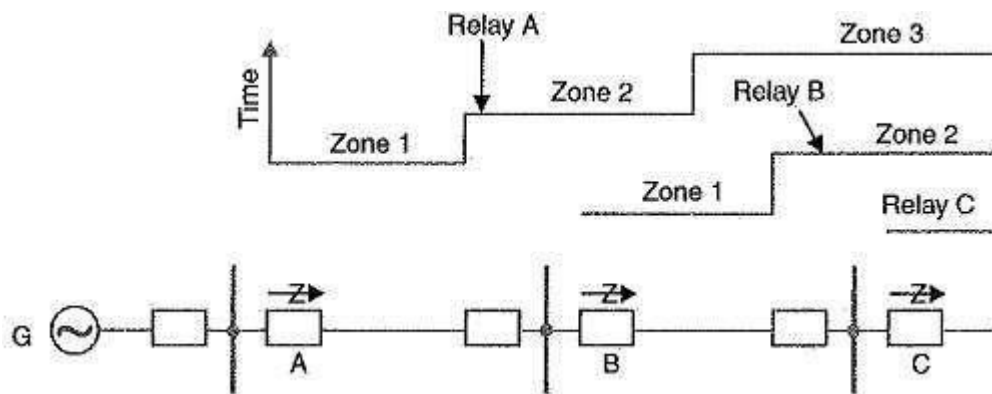 Relay A
Zone 3
Time
Zone 2
Relay B
Zone 1
Zone 2
Zone 1
Relay C
Z
Z
Z
G
~
A
B
C